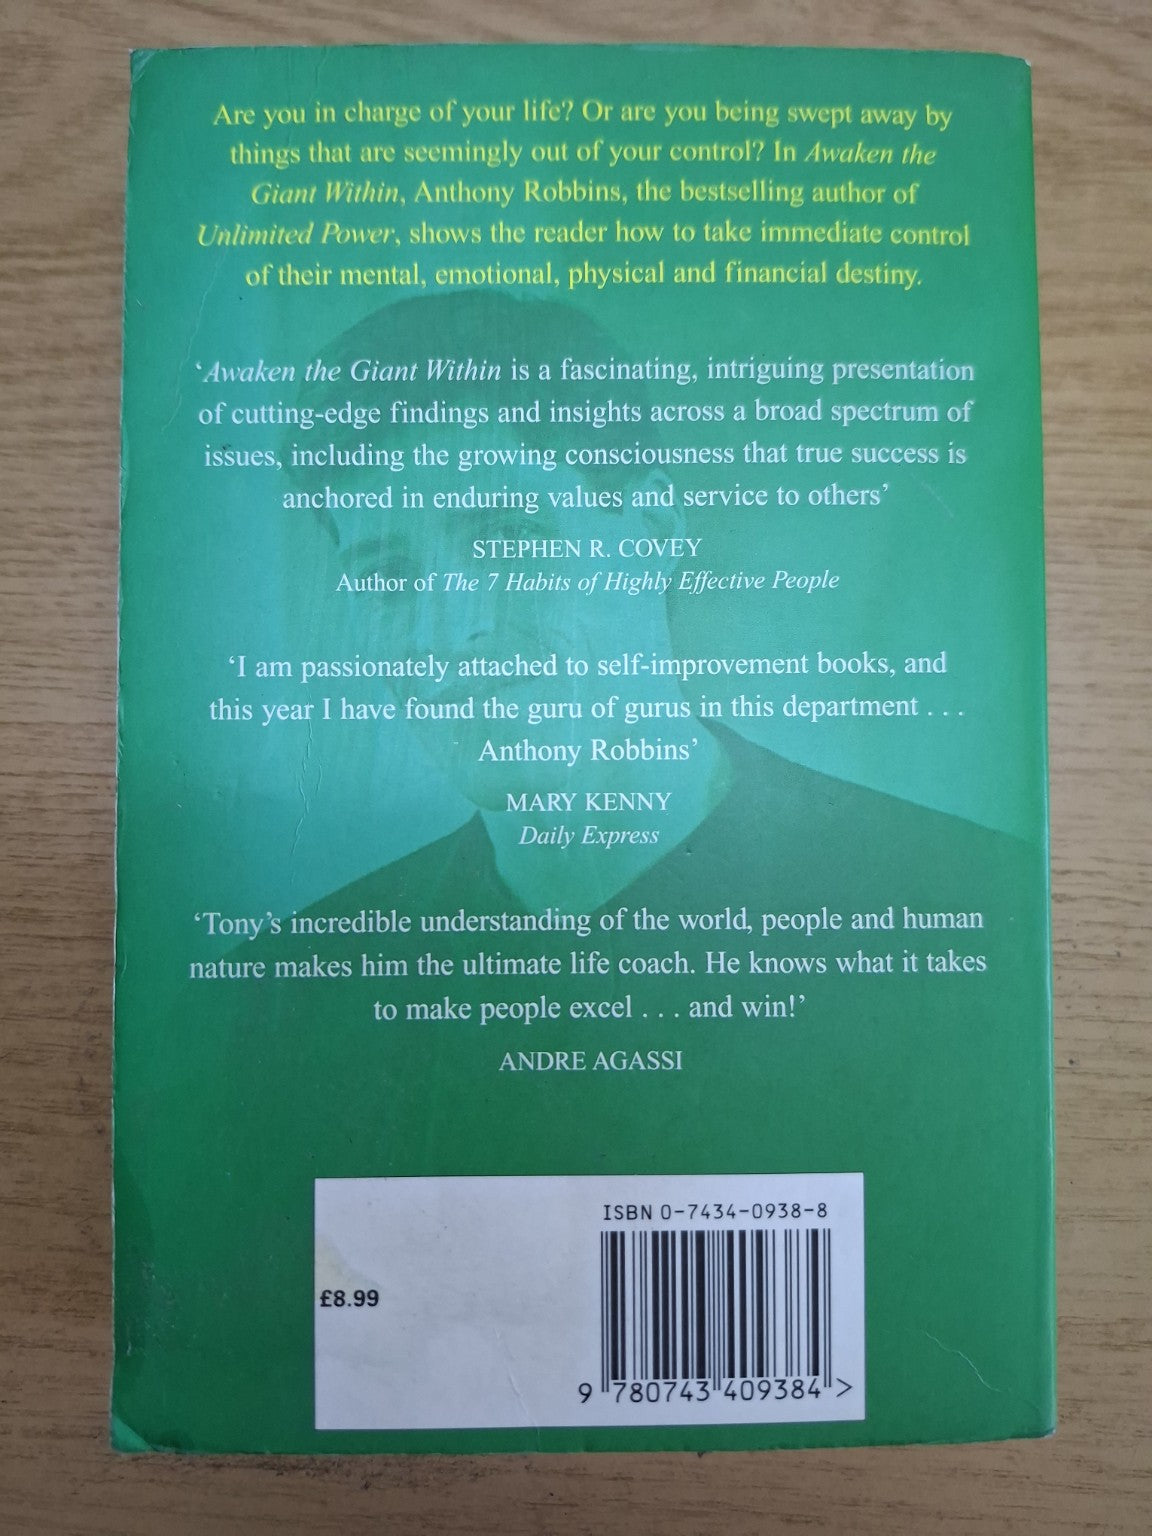 Are you in charge of your life? Or are you being swept away by
things that are seemingly out of your control? In Awaken the
Giant Within, Anthony Robbins, the bestselling author of
Unlimited Power, shows the reader how to take immediate control
of their mental, emotional, physical and financial destiny.
‘Awaken the Giant Within is a fascinating, intriguing presentation
of cutting-edge findings and insights across a broad spectrum of
issues, including the growing consciousness that true success is
anchored in enduring values and service to others’
STEPHEN R. COVEY
Author of The 7 Habits of Highly Effective People
‘I am passionately attached to self-improvement books, and
this year I have found the guru of gurus in this department . . .
Anthony Robbins’
MARY KENNY
Daily Express
‘Tony’s incredible understanding of the world, people and human
nature makes him the ultimate life coach. He knows what it takes
to make people excel . . . and win!’
ANDRE AGASSI
ISBN 0-7434-0938-8
£8.99
9 780743 409384 >